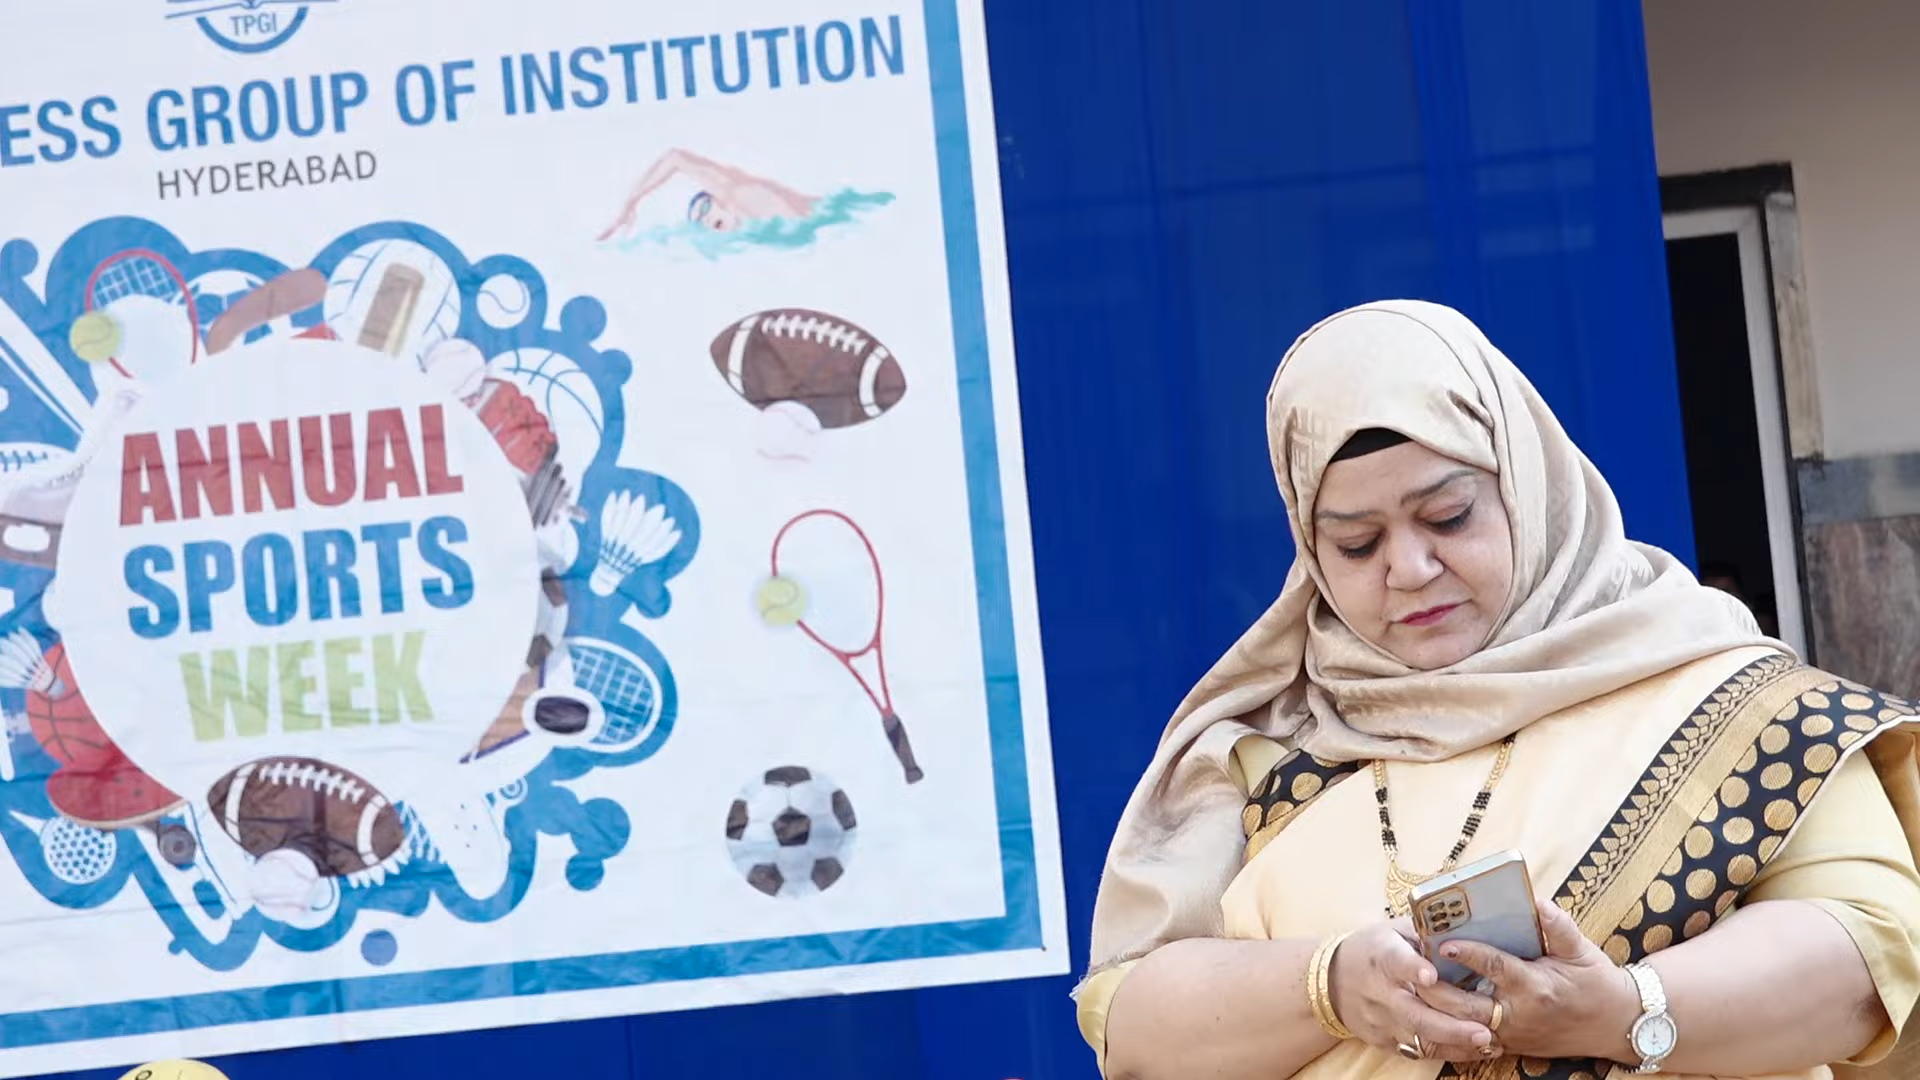 TPGI
ESS GROUP OF INSTITUTION
HYDERABAD
ANNUAL
SPORTS
WEEK